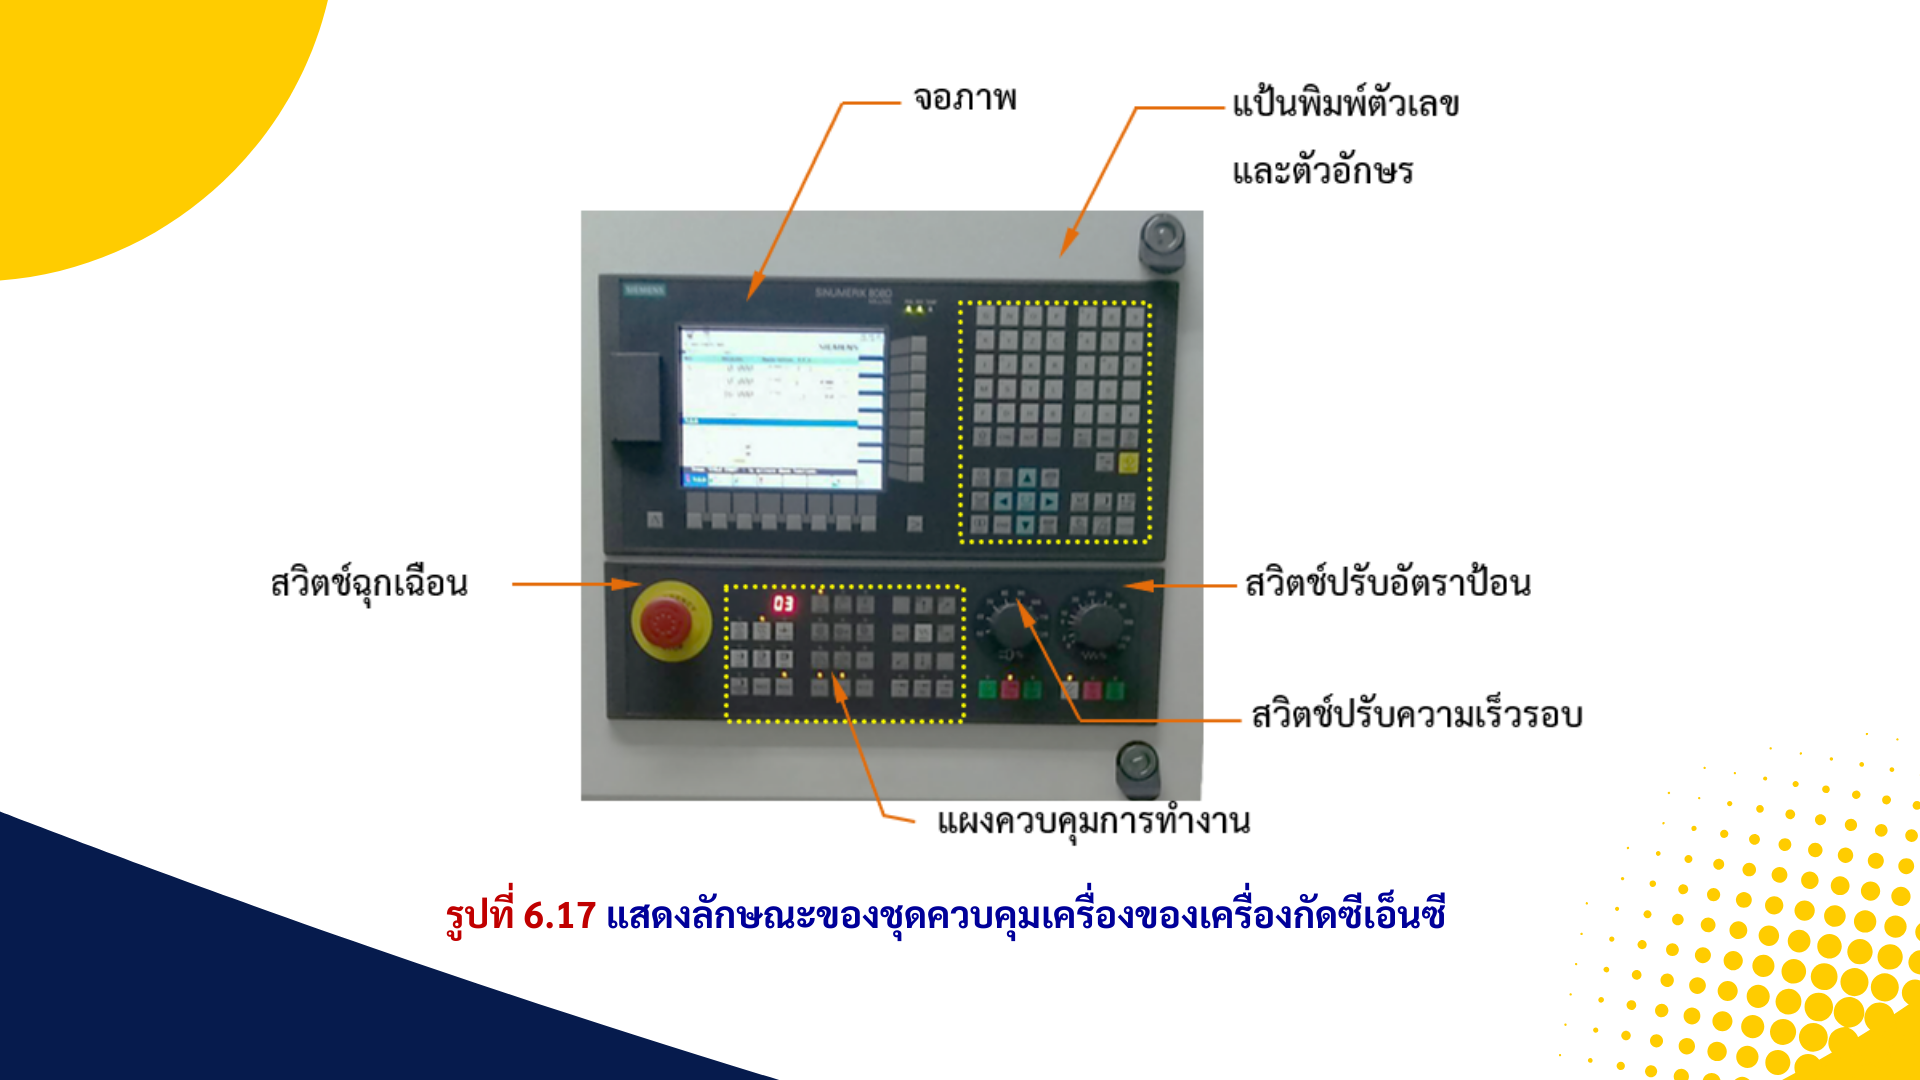 จอภาพ
แป้นพิมพ์ตัวเลข
และตัวอักษร
SIEMENS
SINUMERIK 808D
SIEMENS
สวิตช์ฉุกเฉือน
03
สวิตช์ปรับอัตราป้อน
สวิตช์ปรับความเร็วรอบ
แผงควบคุมการทำงาน
รูปที่ 6.17 แสดงลักษณะของชุดควบคุมเครื่องของเครื่องกัดซีเอ็นซี